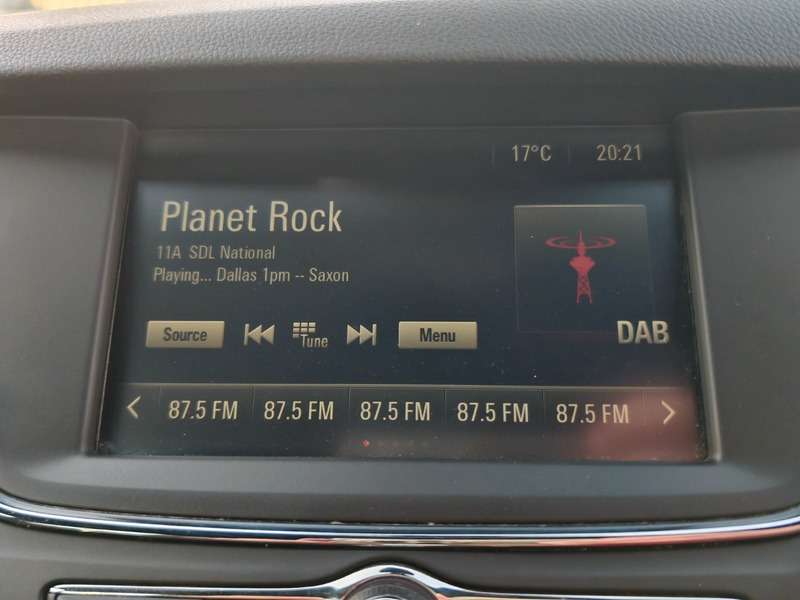 17°C 20:21
Planet Rock
11A SDL National
Playing... Dallas 1pm -- Saxon
Source Tune Menu
DAB
87.5 FM 87.5 FM 87.5 FM 87.5 FM 87.5 FM